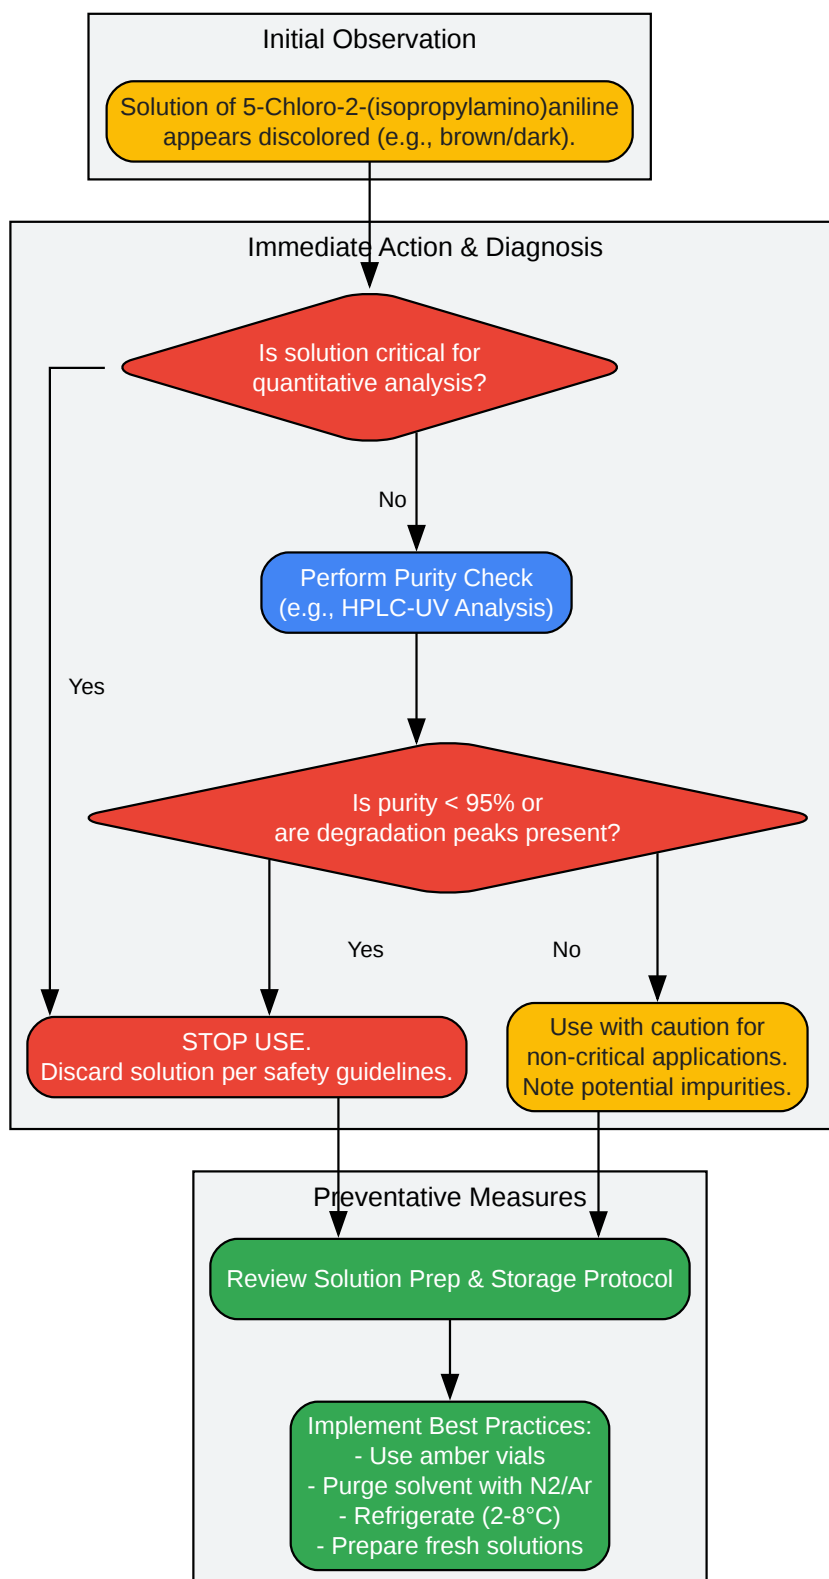 Initial Observation
Solution of 5-Chloro-2-(isopropylamino)aniline
appears discolored (e.g., brown/dark).
Immediate Action & Diagnosis
Is solution critical for
quantitative analysis?
No
Perform Purity Check
(e.g., HPLC-UV Analysis)
Yes
Is purity < 95% or
are degradation peaks present?
Yes
No
STOP USE.
Discard solution per safety guidelines.
Use with caution for
non-critical applications.
Note potential impurities.
Preventative Measures
Review Solution Prep & Storage Protocol
Implement Best Practices:
- Use amber vials
- Purge solvent with N2/Ar
- Refrigerate (2-8°C)
- Prepare fresh solutions